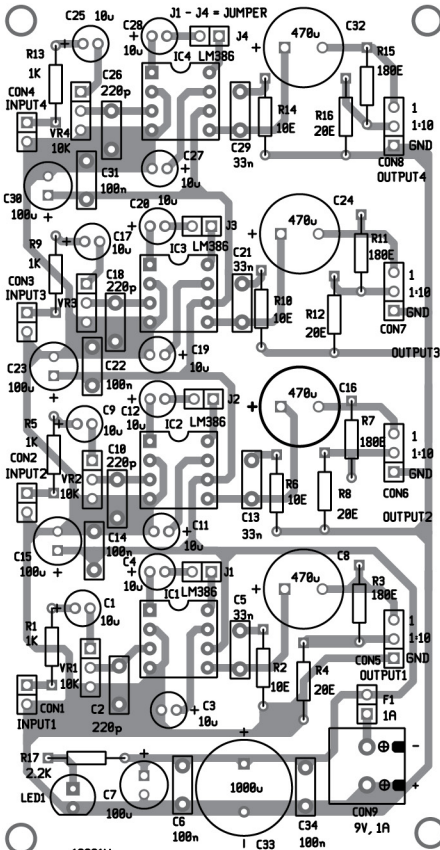 C25 10u
C28
10u
J1 - J4 = JUMPER
C32
R13
1K
J4
IC4 LM386
470u
R15
180E
CON4
INPUT4
C26
220p
VR4
10K
R14
10E
R16
20E
1
1:10
GND
C29
33n
CON8
OUTPUT4
C27
10u
C31
100n
C30
100u
C20
10u
C24
R9
1K
C17
10u
J3
IC3 LM386
470u
C21
33n
R11
180E
CON3
INPUT3
C18
220p
VR3
10K
R10
10E
R12
20E
1
1:10
GND
CON7
C19
10u
OUTPUT3
C23
100u
C22
100n
C12
10u
J2
C16
R5
1K
C9
10u
IC2 LM386
470u
R7
180E
CON2
INPUT2
C10
220p
VR2
10K
R6
10E
R8
20E
1
1:10
GND
CON6
C13
33n
OUTPUT2
C11
10u
C15
100u
C14
100n
C4
10u
J1
C8
IC1 LM386
470u
R3
180E
R1
1K
C1
10u
C5
33n
1
1:10
GND
VR1
10K
R2
10E
R4
20E
CON5
OUTPUT1
CON1
INPUT1
C2
220p
C3
10u
F1
1A
R17
2.2K
LED1
C7
100u
C6
100n
1000u
C33
C34
100n
CON9
9V, 1A